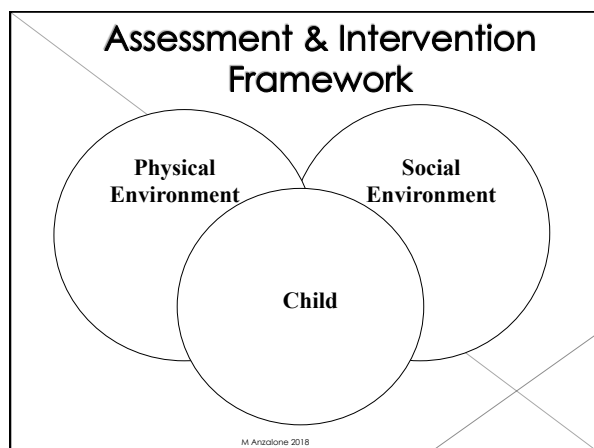 Assessment & Intervention
Framework
Physical
Environment
Social
Environment
Child
M Anzalone 2018